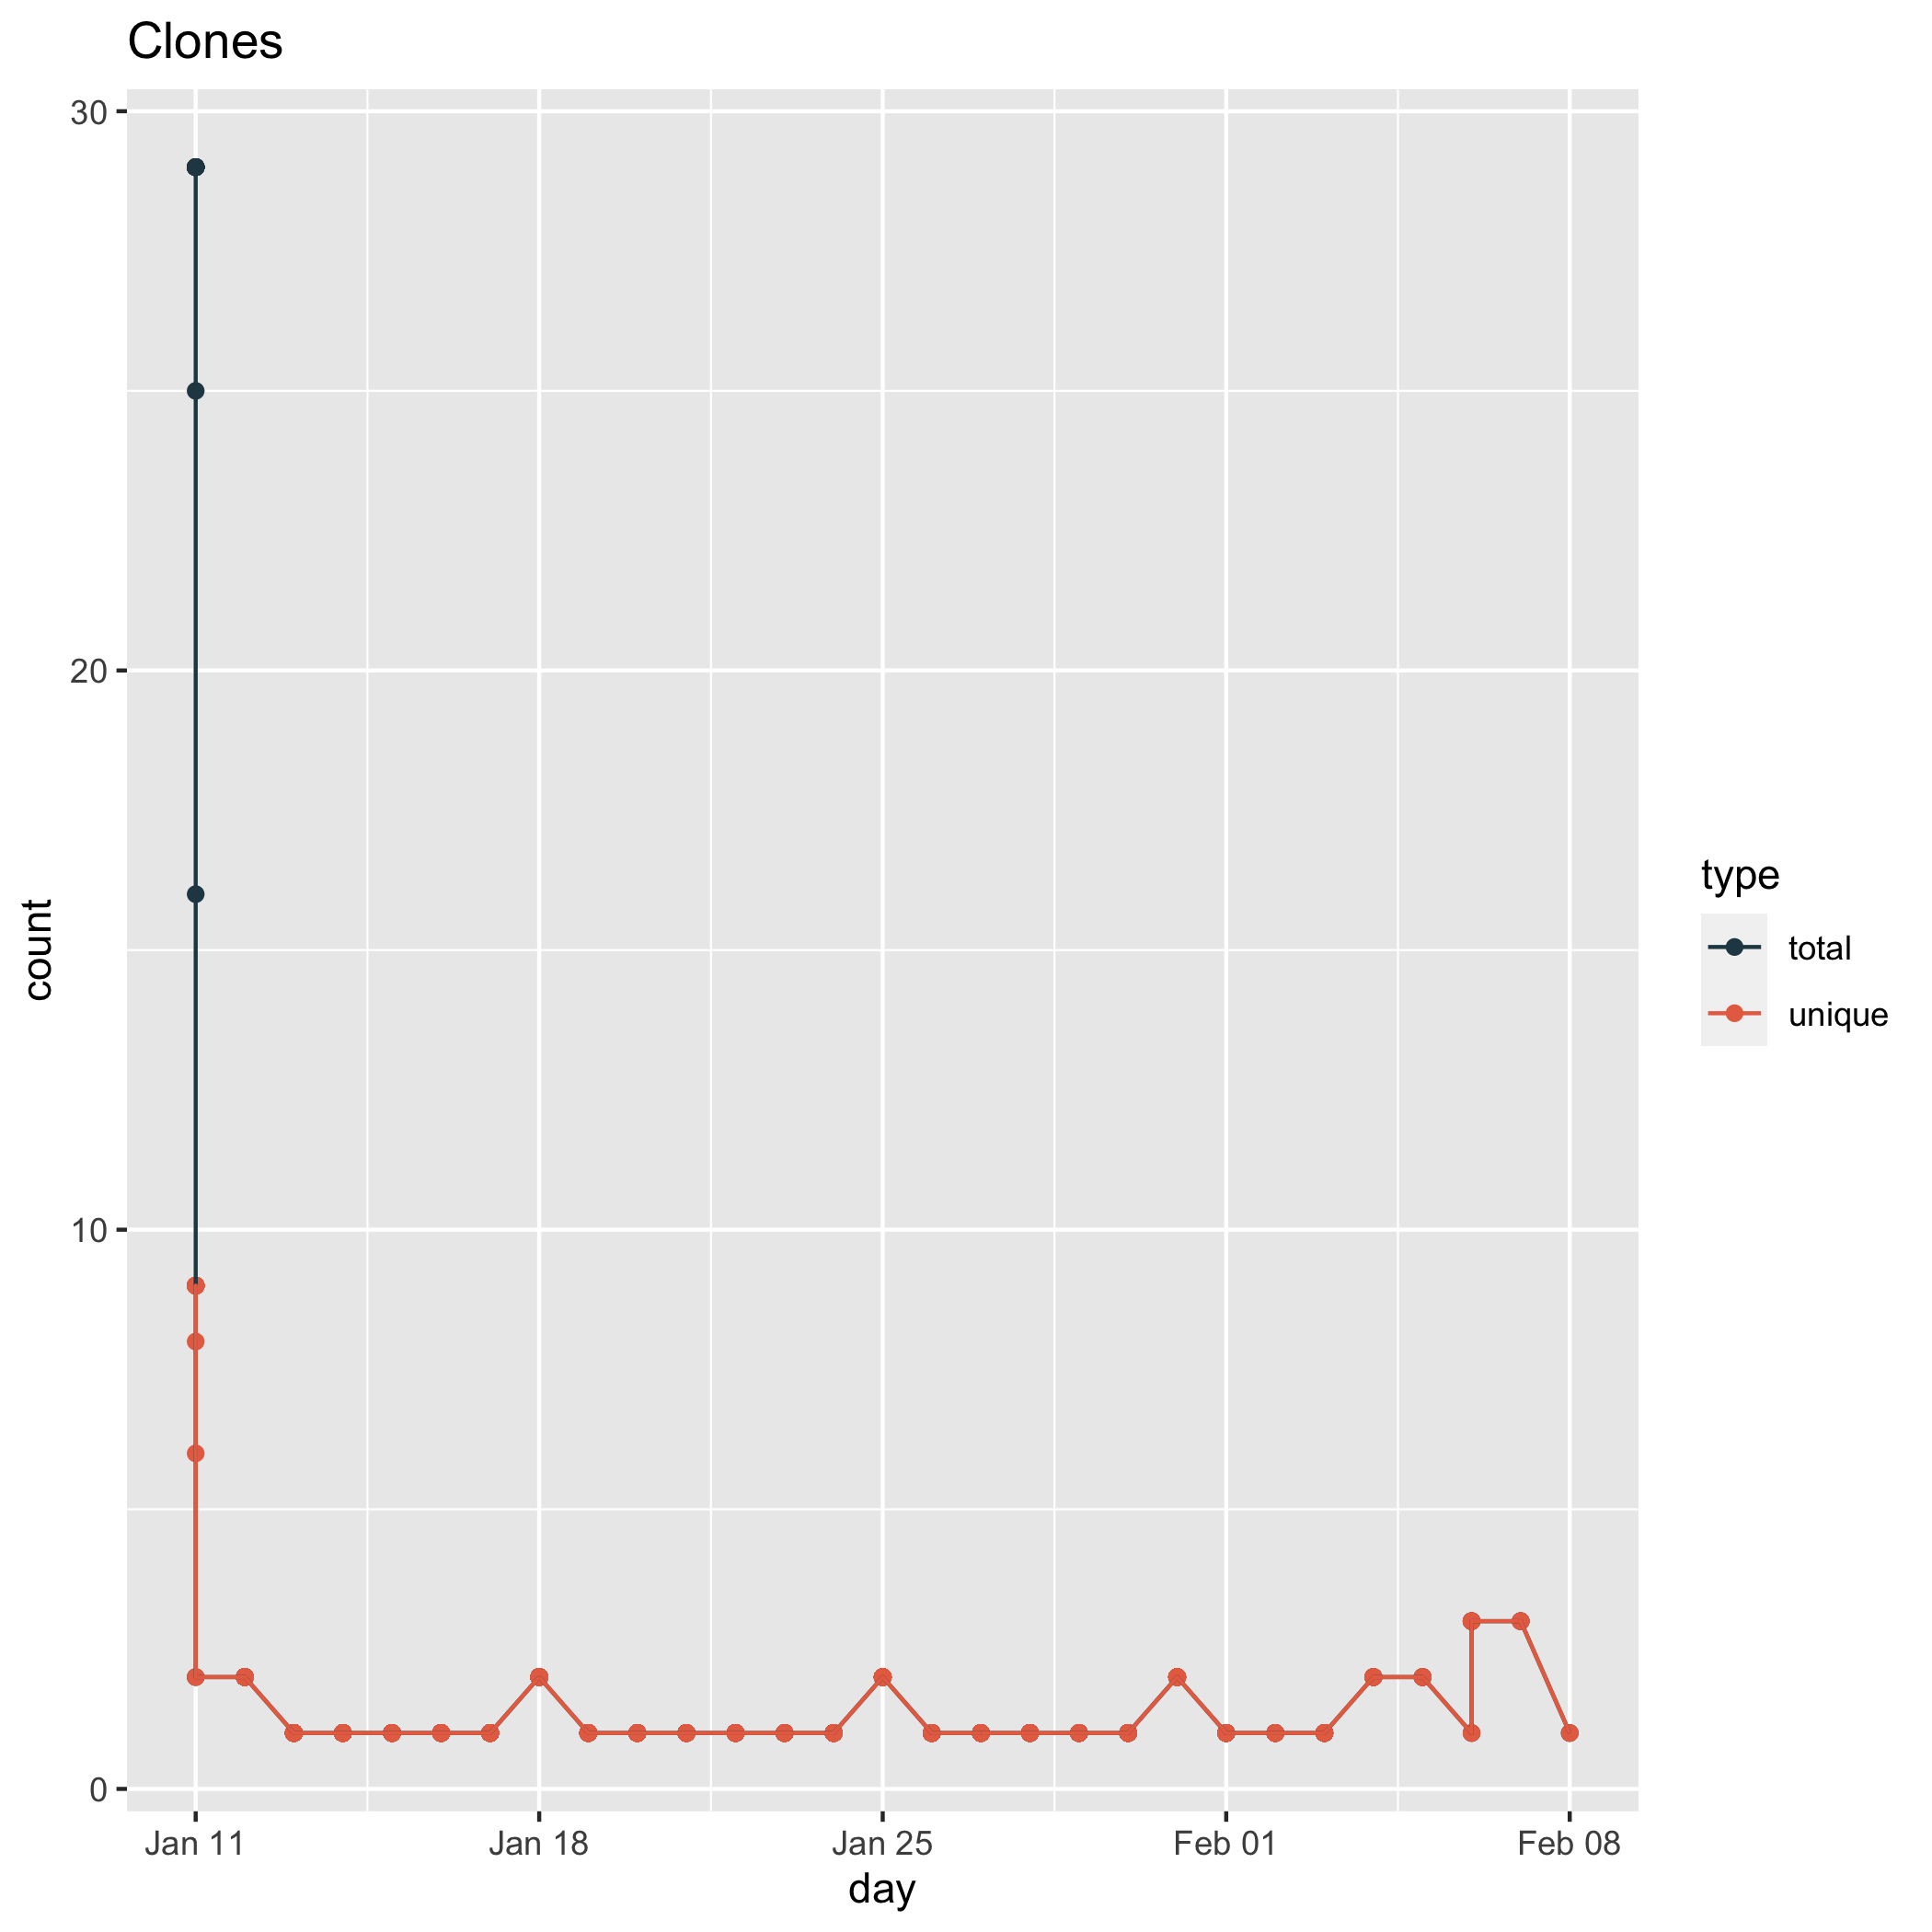 Clones
30
20
10
0
count
Jan 11
Jan 18
Jan 25
Feb 01
Feb 08
day
type
total
unique